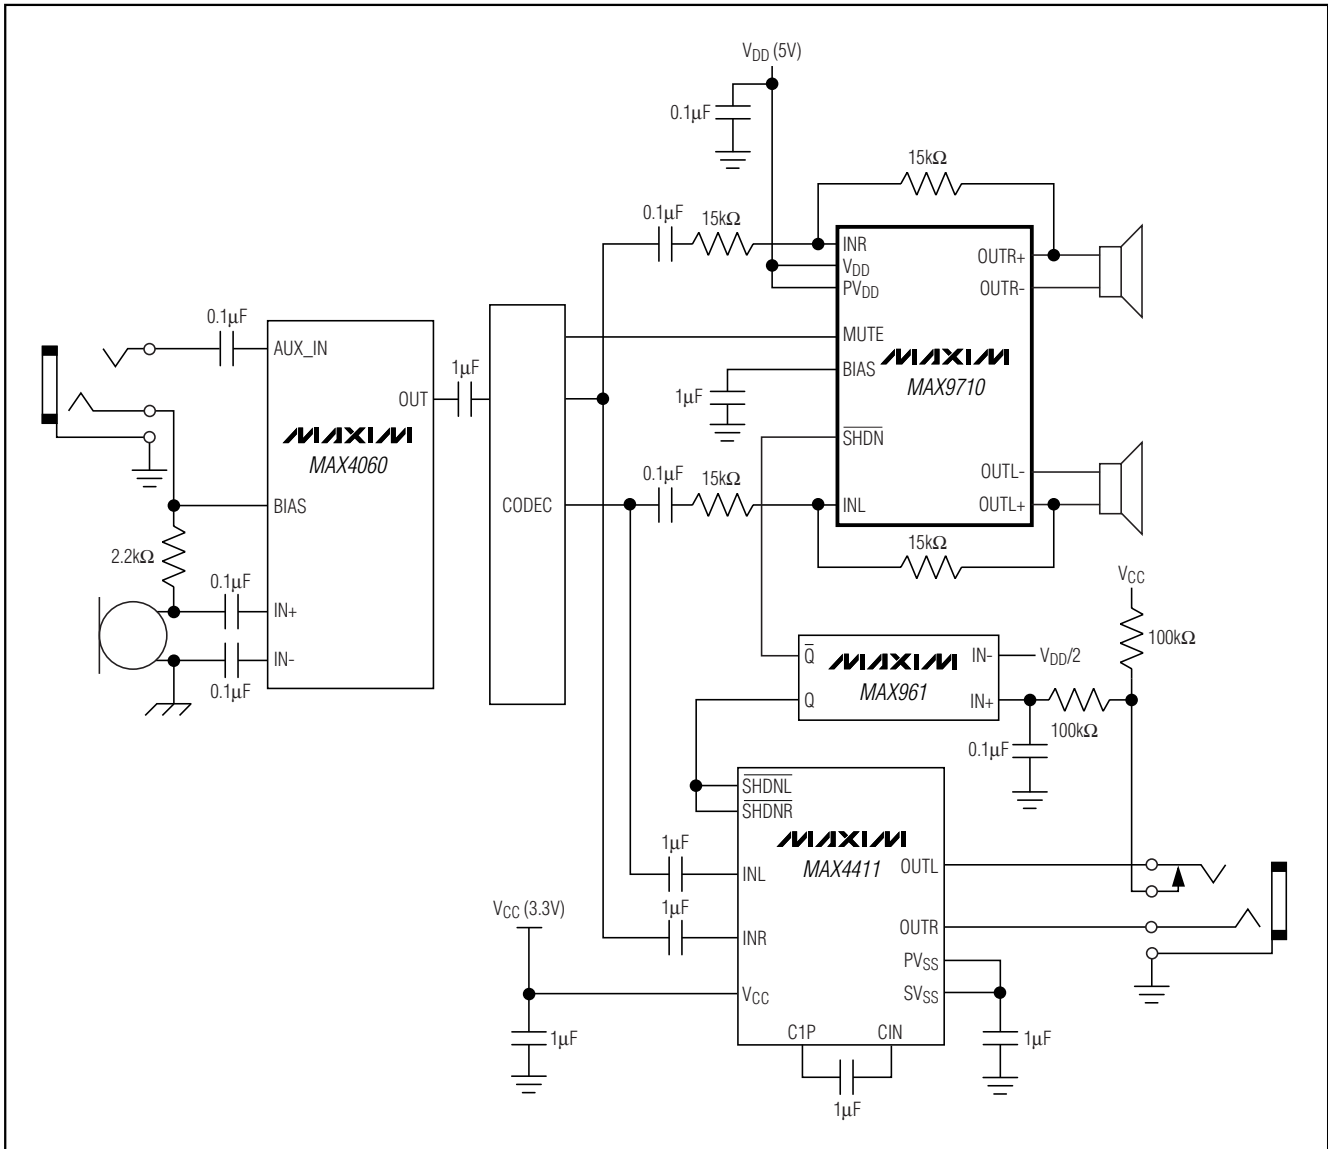 V_DD (5V)
0.1µF
15kΩ
0.1µF
15kΩ
INR
V_DD
PV_DD
OUTR+
OUTR-
MUTE
BIAS
MAXIM
MAX9710
1µF
SHDN
OUTL-
OUTL+
INL
0.1µF
15kΩ
15kΩ
0.1µF
AUX_IN
OUT
1µF
MAXIM
MAX4060
BIAS
CODEC
2.2kΩ
0.1µF
IN+
IN-
0.1µF
V_CC
100kΩ
Q
MAXIM
IN-
V_DD/2
MAX961
Q
IN+
100kΩ
0.1µF
SHDNL
SHDNR
MAXIM
MAX4411
1µF
INL
OUTL
1µF
INR
OUTR
V_CC (3.3V)
PV_SS
V_CC
SV_SS
1µF
C1P
CIN
1µF
1µF